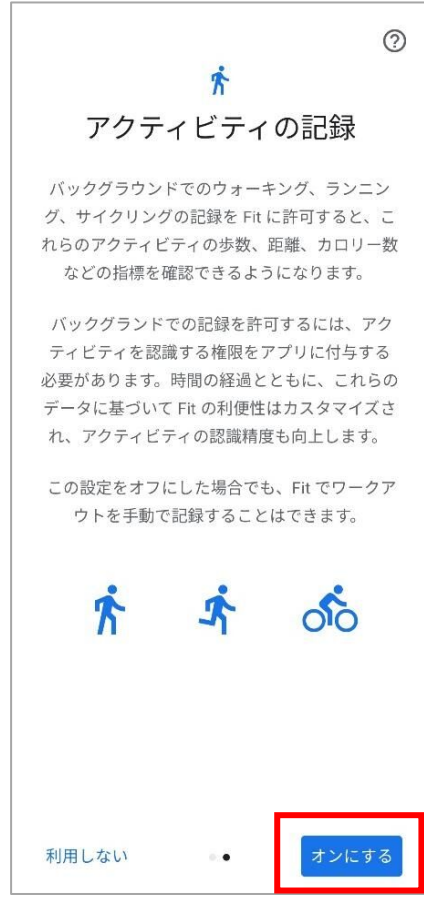 アクティビティの記録
バックグラウンドでのウォーキング、ランニン
グ、サイクリングの記録を Fit に許可すると、こ
れらのアクティビティの歩数、距離、カロリー数
などの指標を確認できるようになります。
バックグランドでの記録を許可するには、アク
ティビティを認識する権限をアプリに付与する
必要があります。時間の経過とともに、これらの
データに基づいて Fit の利便性はカスタマイズさ
れ、アクティビティの認識精度も向上します。
この設定をオフにした場合でも、Fit でワークア
ウトを手動で記録することはできます。
利用しない
オンにする